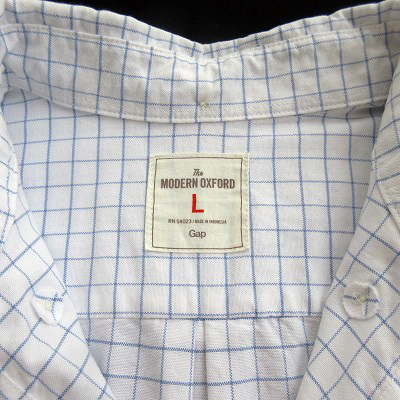 The
MODERN OXFORD
L
RN 54023 / MADE IN INDONESIA
Gap